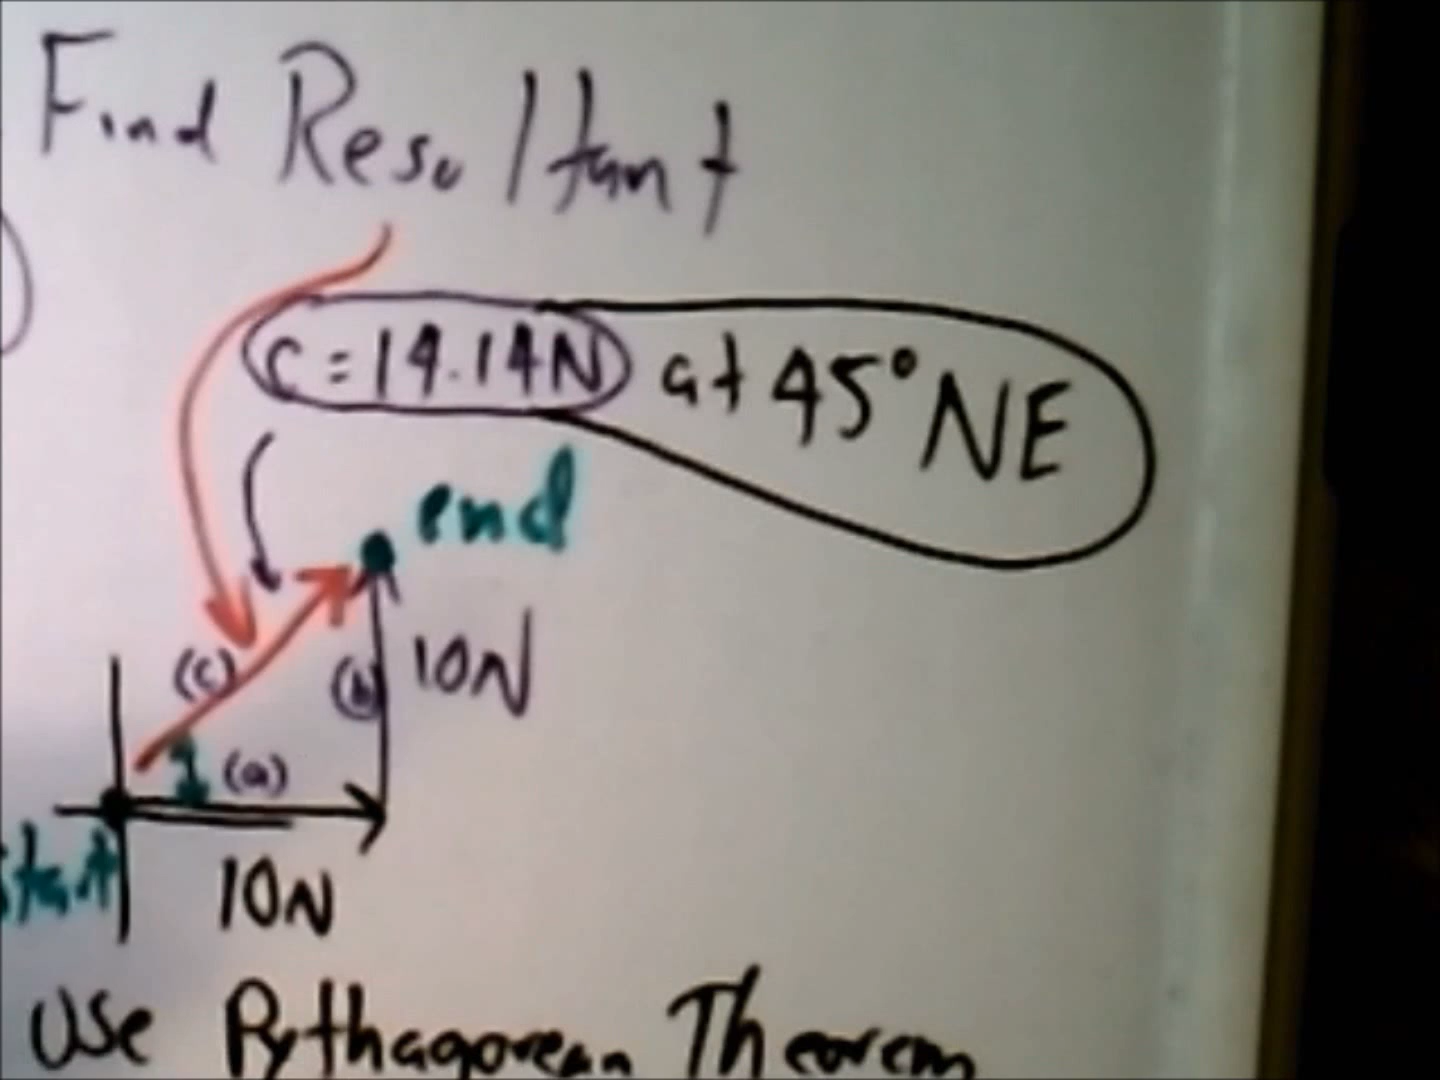 Find Resultant
c = 14.14N at 45° NE
end
(c)
(b)
10N
(a)
start
10N
Use Pythagorean Theorem